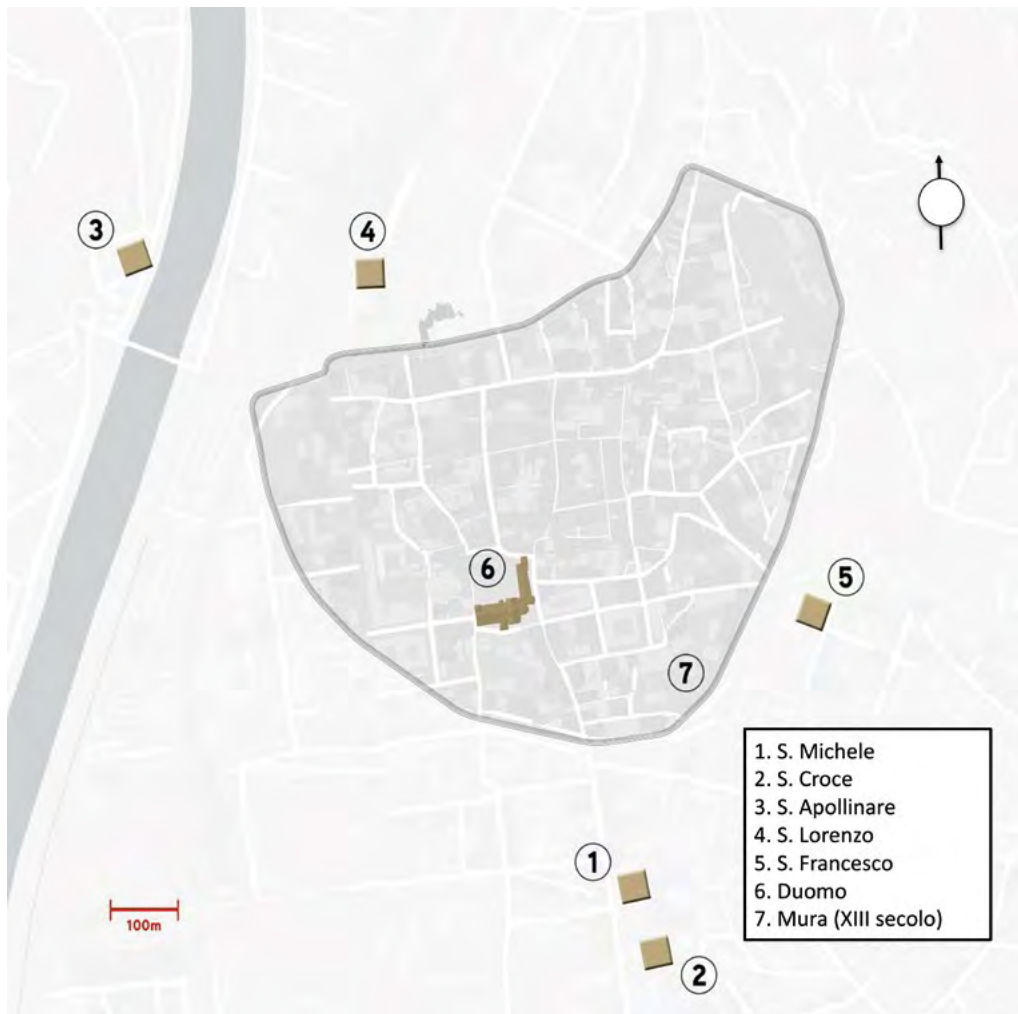 3
4
6
5
7
1
2
100m
1. S. Michele
2. S. Croce
3. S. Apollinare
4. S. Lorenzo
5. S. Francesco
6. Duomo
7. Mura (XIII secolo)